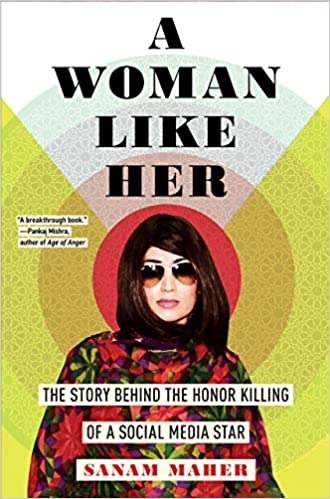 A
WOMAN
LIKE
HER
"A breakthrough book."
—Pankaj Mishra,
author of Age of Anger
THE STORY BEHIND THE HONOR KILLING
OF A SOCIAL MEDIA STAR
SANAM MAHER